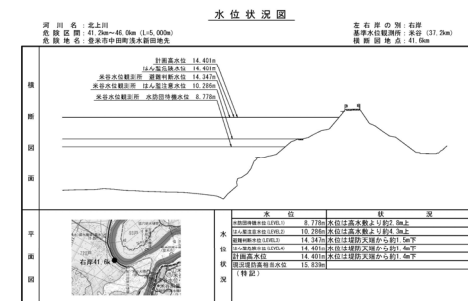 水位状況図
河川名：北上川
危険区間：41.2km～46.0km (L=5,000m)
危険地名：登米市中田町浅水新田地先
左右岸の別：右岸
基準水位観測所：米谷 (37.2km)
横断図地点：41.6km
横断図面
計画高水位 14.401m
はん濫危険水位 14.401m
米谷水位観測所 避難判断水位 14.347m
米谷水位観測所 はん濫注意水位 10.286m
米谷水位観測所 水防団待機水位 8.778m
平面図
右岸41.6k
水位状況
水位 状況
水防団待機水位(LEVEL1) 8.778m 水位は高水敷より約2.8m上
はん濫注意水位(LEVEL2) 10.286m 水位は高水敷より約4.3m上
避難判断水位(LEVEL3) 14.347m 水位は堤防天端から約1.5m下
はん濫危険水位(LEVEL4) 14.401m 水位は堤防天端から約1.4m下
計画高水位 14.401m 水位は堤防天端から約1.4m下
現況堤防高相当水位 15.839m
(特記)